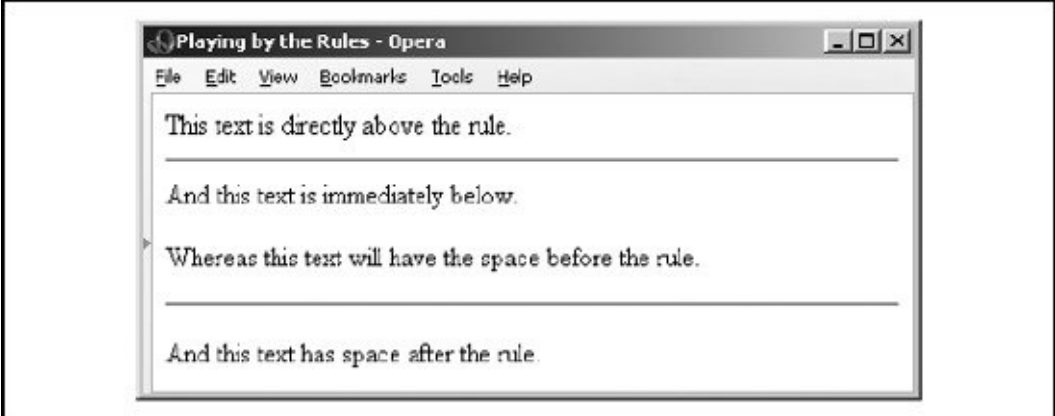 Playing by the Rules - Opera
File Edit View Bookmarks Tools Help
This text is directly above the rule.
And this text is immediately below.
Whereas this text will have the space before the rule.
And this text has space after the rule.